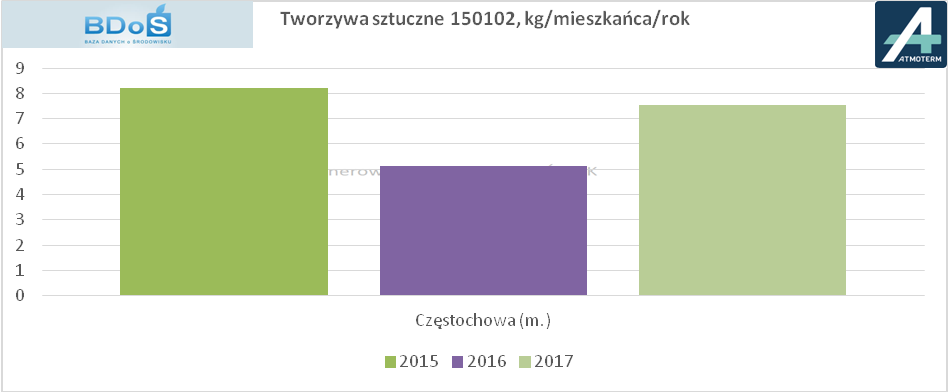 BDoŚ
BAZA DANYCH o ŚRODOWISKU
Tworzywa sztuczne 150102, kg/mieszkańca/rok
ATMOTERM
9
8
7
6
5
4
3
2
1
0
Częstochowa (m.)
2015 2016 2017